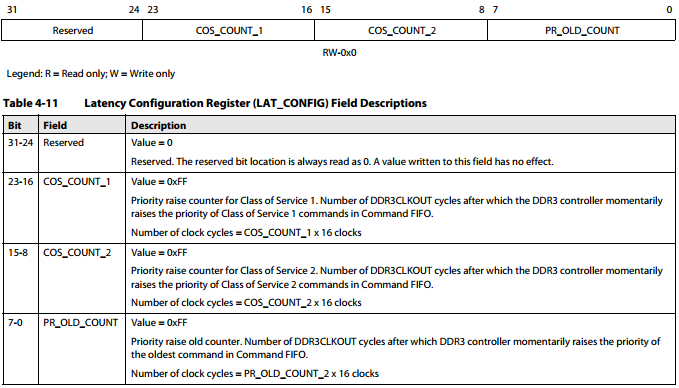 31 24 23 16 15 8 7 0
Reserved COS_COUNT_1 COS_COUNT_2 PR_OLD_COUNT
RW-0x0
Legend: R = Read only; W = Write only
Table 4-11 Latency Configuration Register (LAT_CONFIG) Field Descriptions
Bit Field Description
31-24 Reserved Value = 0
Reserved. The reserved bit location is always read as 0. A value written to this field has no effect.
23-16 COS_COUNT_1 Value = 0xFF
Priority raise counter for Class of Service 1. Number of DDR3CLKOUT cycles after which the DDR3 controller momentarily
raises the priority of Class of Service 1 commands in Command FIFO.
Number of clock cycles = COS_COUNT_1 x 16 clocks
15-8 COS_COUNT_2 Value = 0xFF
Priority raise counter for Class of Service 2. Number of DDR3CLKOUT cycles after which the DDR3 controller momentarily
raises the priority of Class of Service 2 commands in Command FIFO.
Number of clock cycles = COS_COUNT_2 x 16 clocks
7-0 PR_OLD_COUNT Value = 0xFF
Priority raise old counter. Number of DDR3CLKOUT cycles after which DDR3 controller momentarily raises the priority of
the oldest command in Command FIFO.
Number of clock cycles = PR_OLD_COUNT_2 x 16 clocks